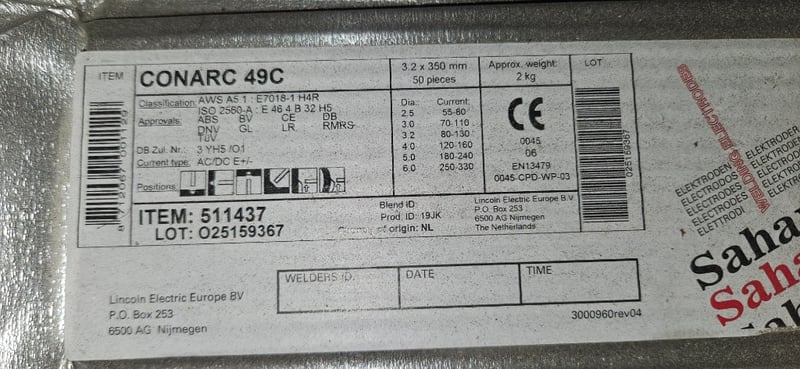 ITEM
CONARC 49C
3.2 x 350 mm
50 pieces
Approx. weight:
2 kg
LOT
Classification: AWS A5 1 : E7018-1 H4R
ISO 2560-A : E 46 4 B 32 H5
Approvals: ABS BV CE DB
DNV GL LR RMRS
TÜV
DB Zul. Nr.: 3 YH5 /O1
Current type: AC/DC E+/-
Positions:
Dia: Current:
2.5 55-80
3.0 70-110
3.2 80-130
4.0 120-160
5.0 180-240
6.0 250-330
CE
0045
06
EN13479
0045-CPD-WP-03
025159367
ITEM: 511437
LOT: O25159367
Blend ID:
Prod. ID: 19JK
of origin: NL
Lincoln Electric Europe B.V
P.O. Box 253
6500 AG Nijmegen
The Netherlands
WELDERS ID.
DATE
TIME
Lincoln Electric Europe BV
P.O. Box 253
6500 AG Nijmegen
3000960rev04
WELDING ELECTRODES
ELEKTRODEN
ELECTRODOS
ELECTRODES
ELETTRODI
ELEKTRODER
Sahar
Saha